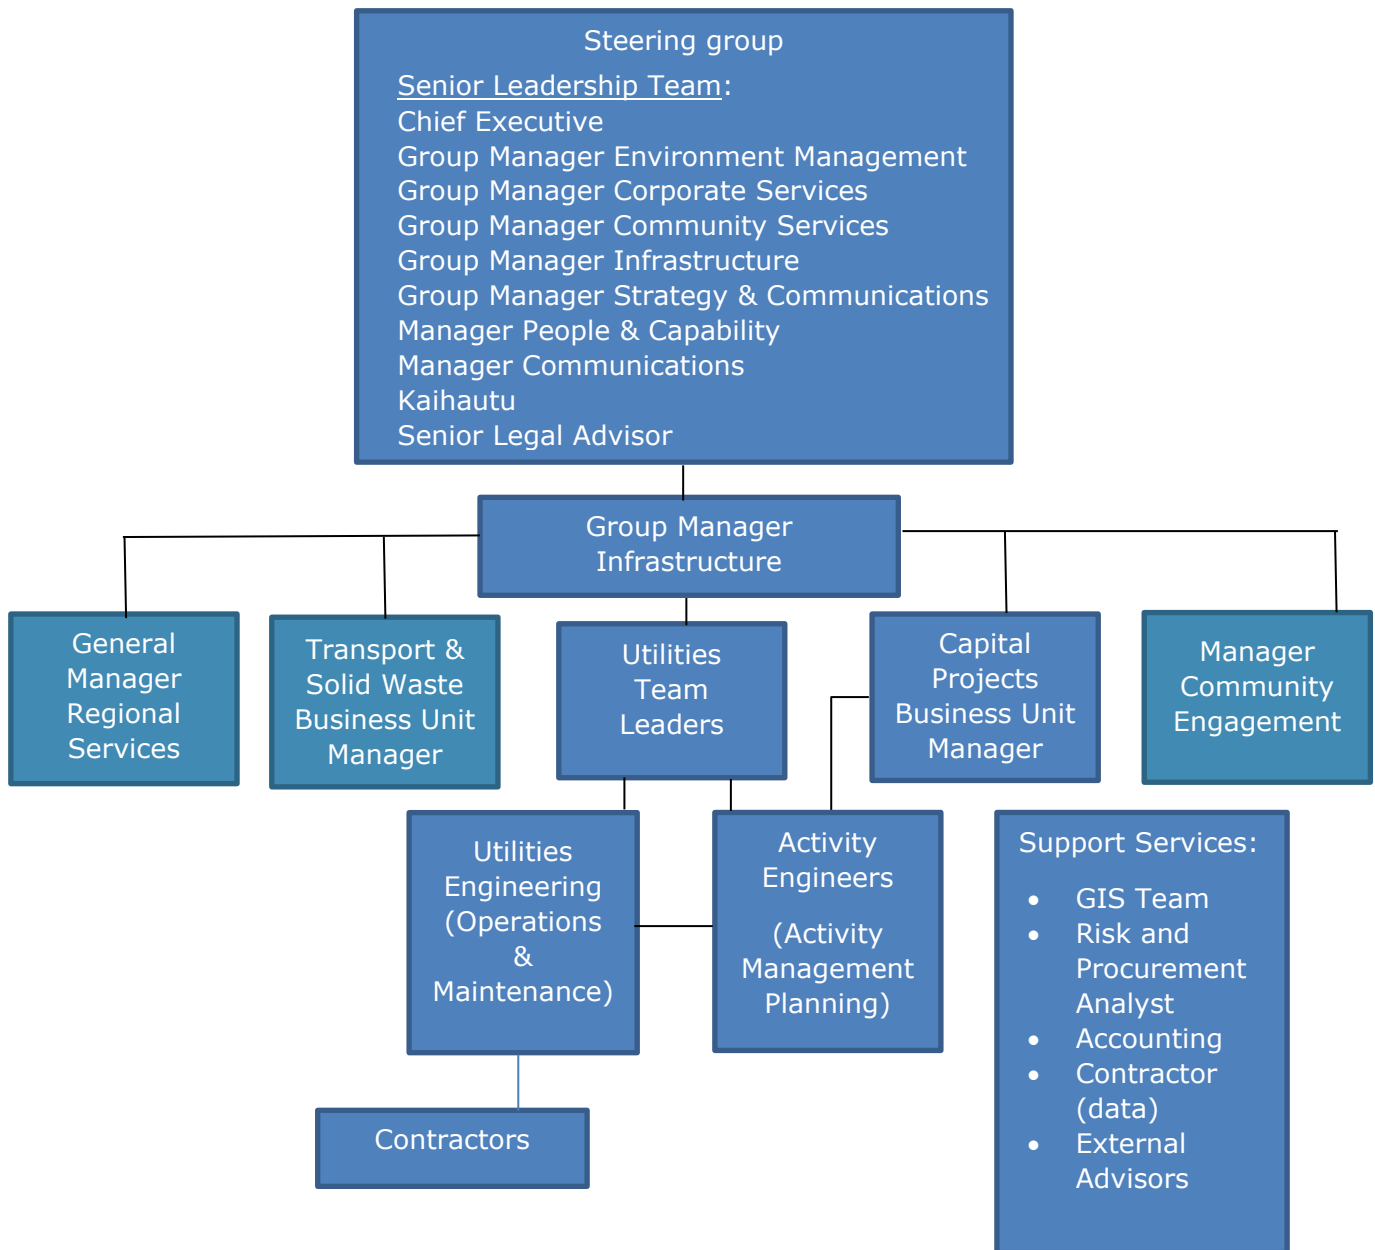 Steering group
Senior Leadership Team:
Chief Executive
Group Manager Environment Management
Group Manager Corporate Services
Group Manager Community Services
Group Manager Infrastructure
Group Manager Strategy & Communications
Manager People & Capability
Manager Communications
Kaihautu
Senior Legal Advisor
Group Manager
Infrastructure
General
Manager
Regional
Services
Transport &
Solid Waste
Business Unit
Manager
Utilities
Team
Leaders
Capital
Projects
Business Unit
Manager
Manager
Community
Engagement
Utilities
Engineering
(Operations
&
Maintenance)
Activity
Engineers
(Activity
Management
Planning)
Support Services:
• GIS Team
• Risk and
Procurement
Analyst
• Accounting
• Contractor
(data)
• External
Advisors
Contractors